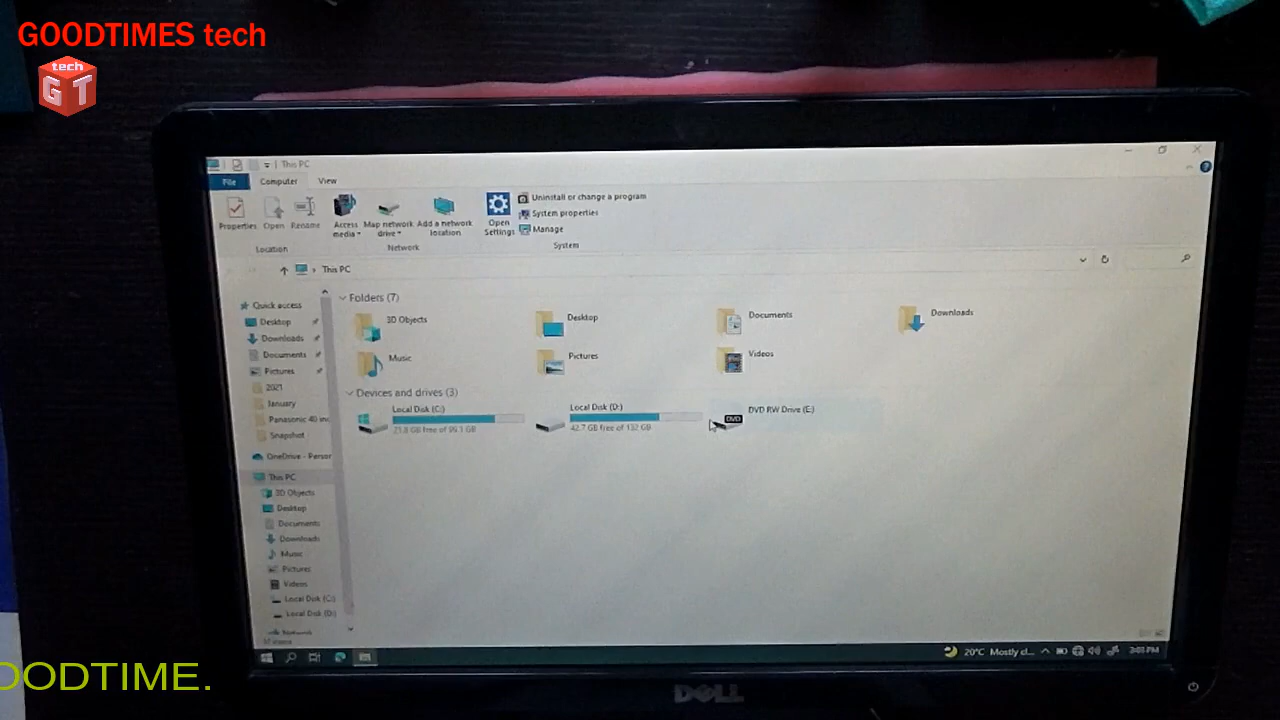 GOODTIMES tech
tech
GT
This PC
File Computer View
Properties Open Rename Access media Map network drive Add a network location Open Settings
Uninstall or change a program
System properties
Manage
Location Network System
This PC
Quick access
Desktop
Downloads
Documents
Pictures
2021
January
Panasonic 40 inc
Snapshot
OneDrive - Person
This PC
3D Objects
Desktop
Documents
Downloads
Music
Pictures
Videos
Local Disk (C:)
Local Disk (D:)
Network
Folders (7)
3D Objects Desktop Documents Downloads
Music Pictures Videos
Devices and drives (3)
Local Disk (C:)
21.8 GB free of 99.3 GB
Local Disk (D:)
42.7 GB free of 132 GB
DVD
DVD RW Drive (E:)
20°C Mostly cl... 3:03 PM
DELL
OODTIME.